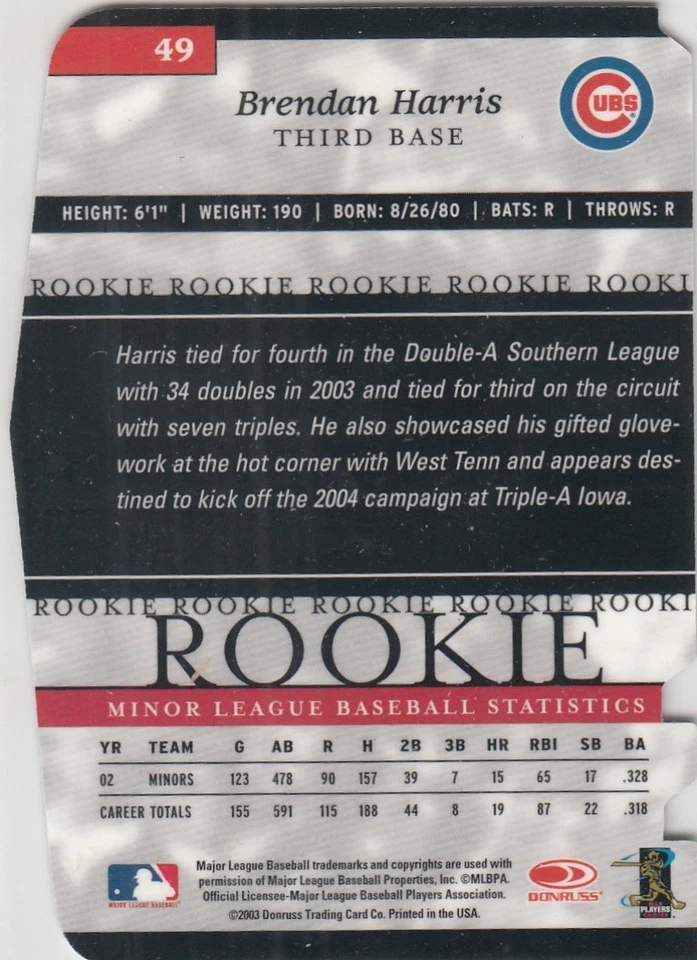 49
Brendan Harris
THIRD BASE
CUBS
HEIGHT: 6'1" | WEIGHT: 190 | BORN: 8/26/80 | BATS: R | THROWS: R
ROOKIE ROOKIE ROOKIE ROOKIE ROOKI
Harris tied for fourth in the Double-A Southern League
with 34 doubles in 2003 and tied for third on the circuit
with seven triples. He also showcased his gifted glove-
work at the hot corner with West Tenn and appears des-
tined to kick off the 2004 campaign at Triple-A Iowa.
ROOKIE ROOKIE ROOKIE ROOKIE ROOKI
ROOKIE
MINOR LEAGUE BASEBALL STATISTICS
YR TEAM G AB R H 2B 3B HR RBI SB BA
02 MINORS 123 478 90 157 39 7 15 65 17 .328
CAREER TOTALS 155 591 115 188 44 8 19 87 22 .318
Major League Baseball trademarks and copyrights are used with
permission of Major League Baseball Properties, Inc. ©MLBPA.
Official Licensee-Major League Baseball Players Association.
©2003 Donruss Trading Card Co. Printed in the USA.
MAJOR LEAGUE BASEBALL
DONRUSS
PLAYERS
CHOICE